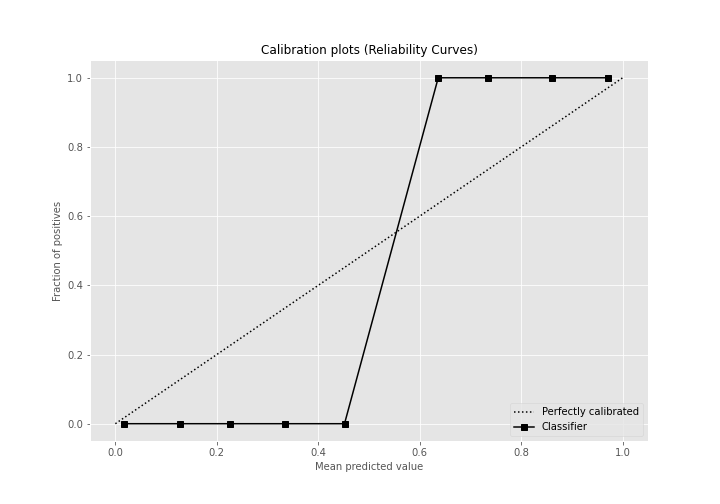 Calibration plots (Reliability Curves)
1.0
0.8
0.6
0.4
0.2
0.0
Fraction of positives
0.0 0.2 0.4 0.6 0.8 1.0
Mean predicted value
Perfectly calibrated
Classifier